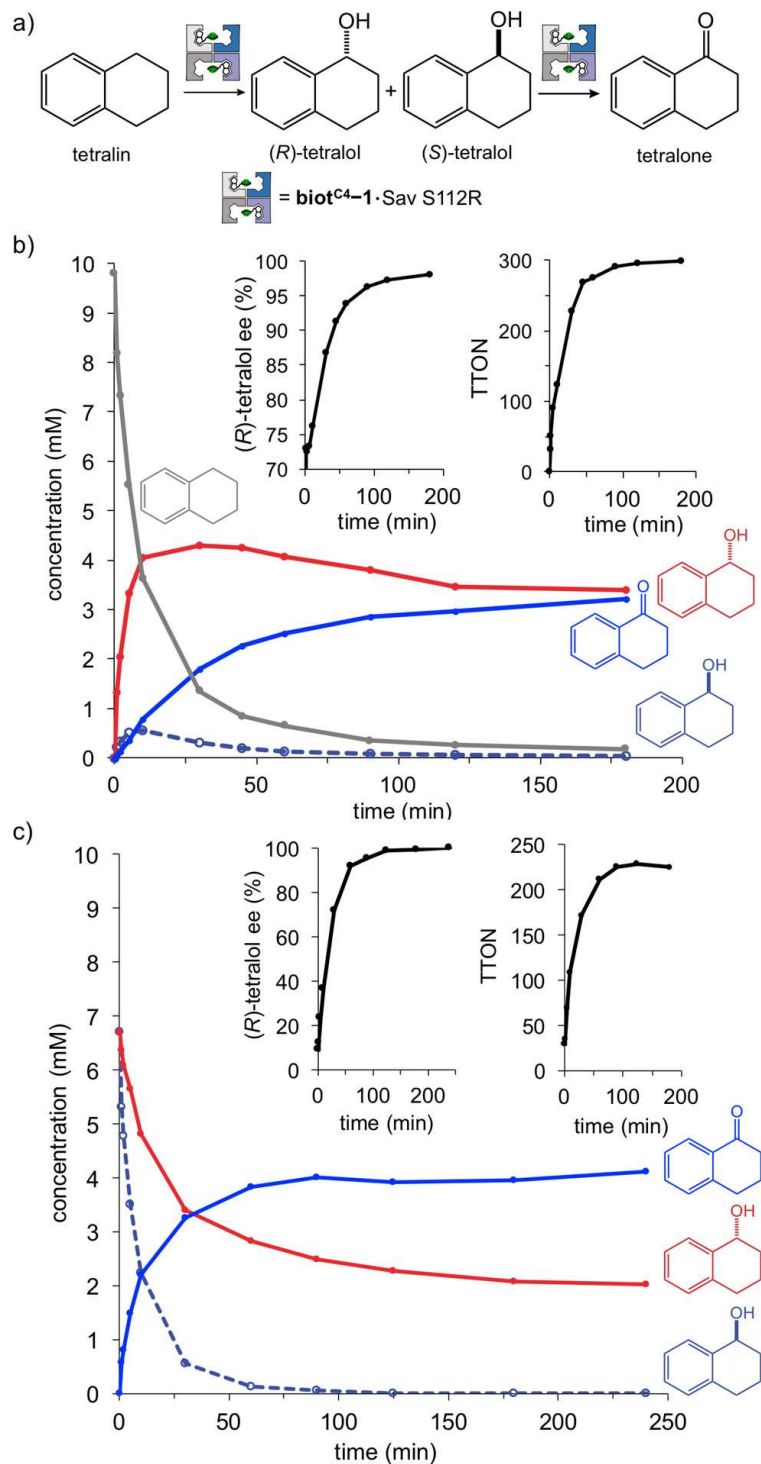 a)
OH
OH
O
+
tetralin
(R)-tetralol
(S)-tetralol
tetralone
= biot^C4–1·Sav S112R
b)
10
9
8
7
6
5
4
3
2
1
0
concentration (mM)
100
95
90
85
80
75
70
(R)-tetralol ee (%)
0
100
200
time (min)
300
200
100
0
TTON
0
100
200
time (min)
OH
O
OH
0
50
100
150
200
time (min)
c)
10
9
8
7
6
5
4
3
2
1
0
concentration (mM)
100
80
60
40
20
0
(R)-tetralol ee (%)
0
100
200
time (min)
250
200
150
100
50
0
TTON
0
100
200
time (min)
O
OH
OH
0
50
100
150
200
250
time (min)